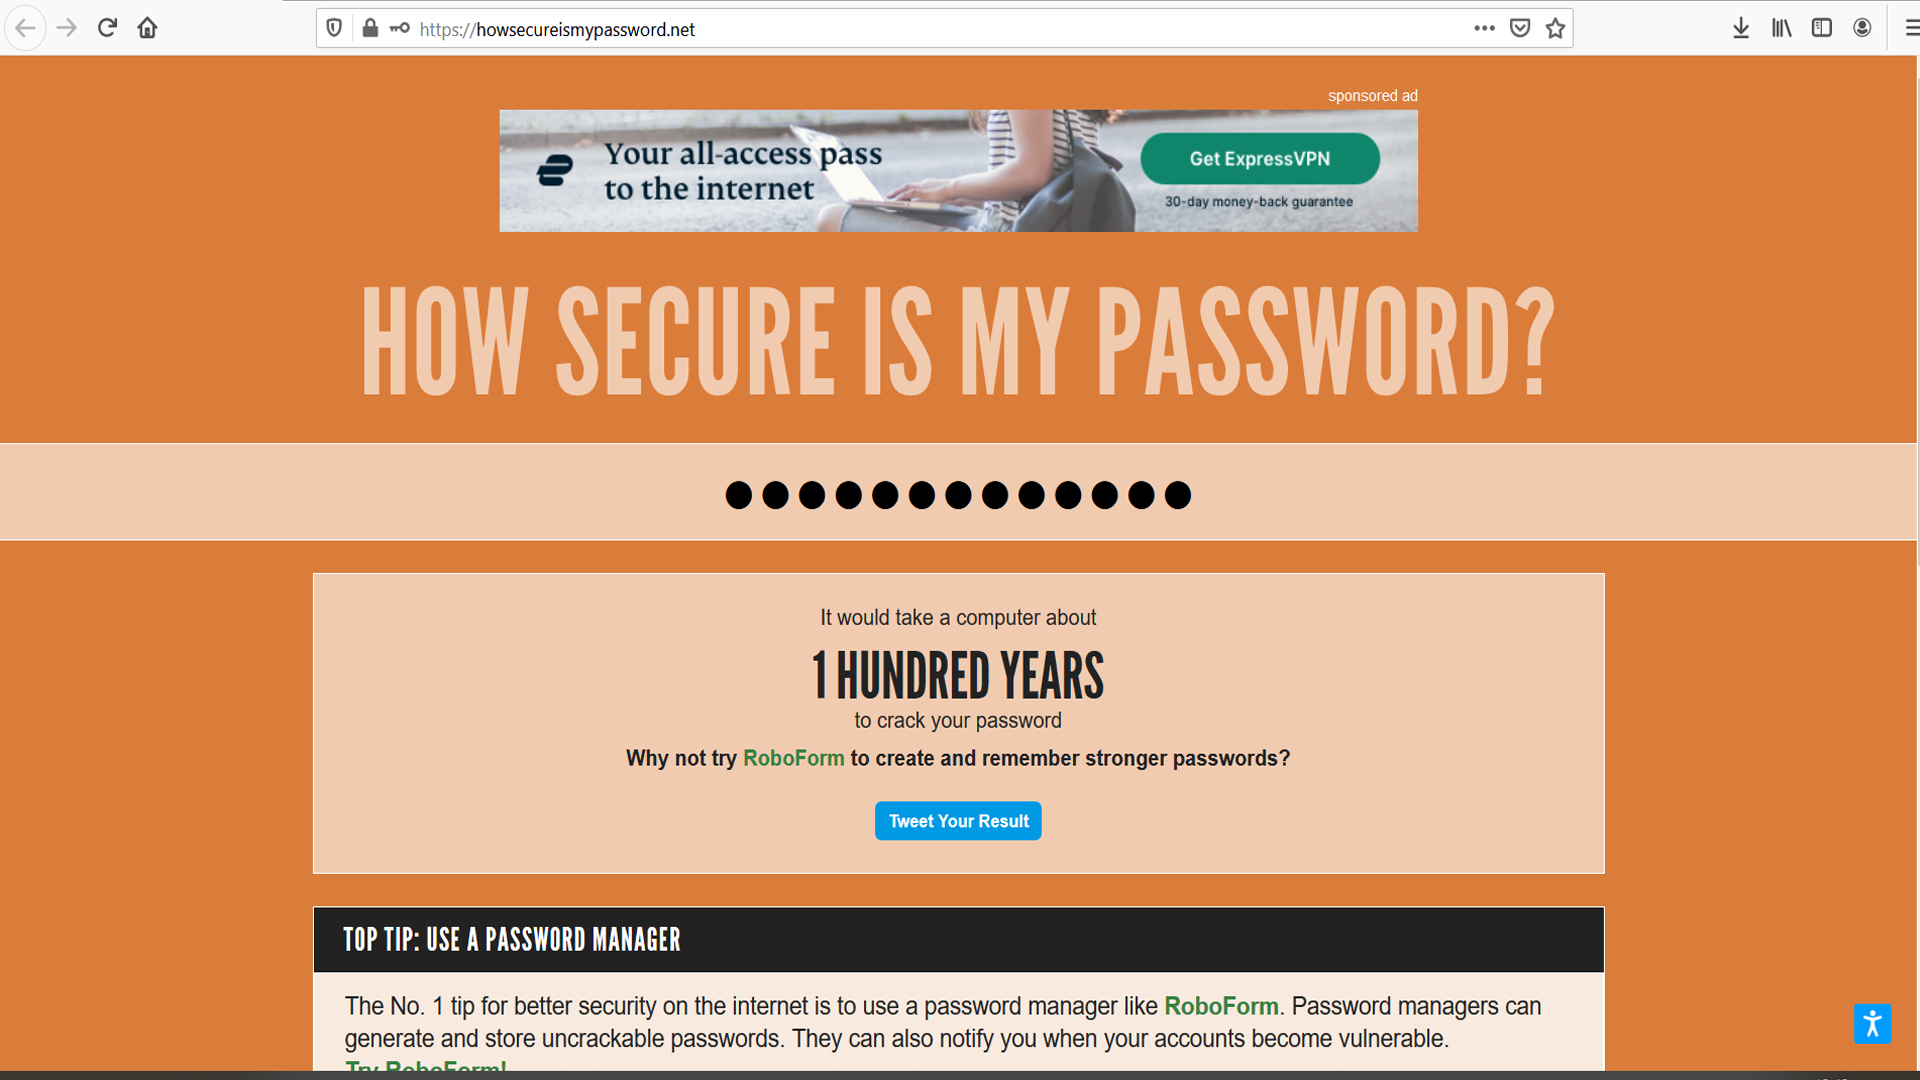 https://howsecureismypassword.net
sponsored ad
Your all-access pass
to the internet
Get ExpressVPN
30-day money-back guarantee
HOW SECURE IS MY PASSWORD?
It would take a computer about
1 HUNDRED YEARS
to crack your password
Why not try RoboForm to create and remember stronger passwords?
Tweet Your Result
TOP TIP: USE A PASSWORD MANAGER
The No. 1 tip for better security on the internet is to use a password manager like RoboForm. Password managers can
generate and store uncrackable passwords. They can also notify you when your accounts become vulnerable.
Try RoboForm!